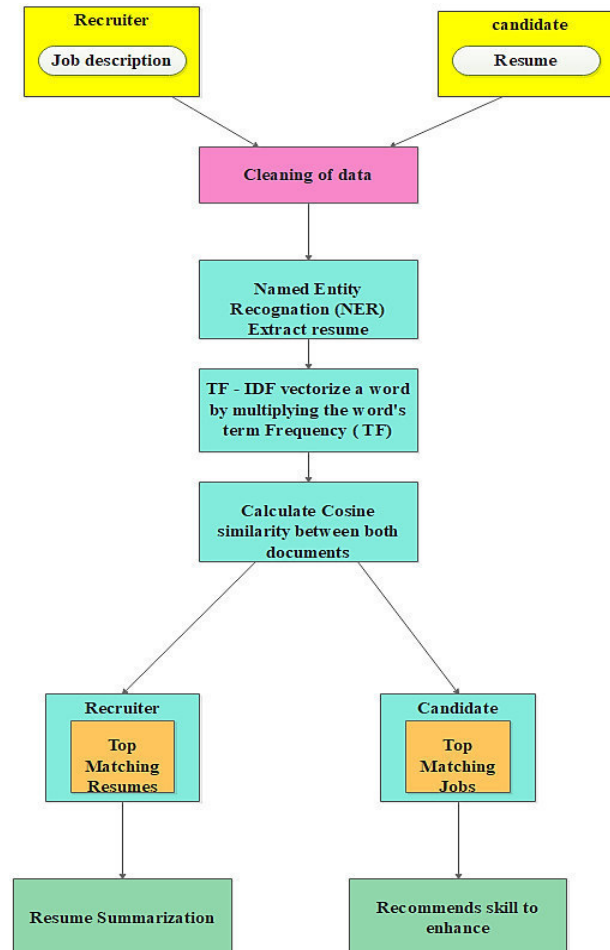 Recruiter
Job description
candidate
Resume
Cleaning of data
Named Entity
Recognation (NER)
Extract resume
TF - IDF vectorize a word
by multiplying the word's
term Frequency ( TF)
Calculate Cosine
similarity between both
documents
Recruiter
Top
Matching
Resumes
Candidate
Top
Matching
Jobs
Resume Summarization
Recommends skill to
enhance